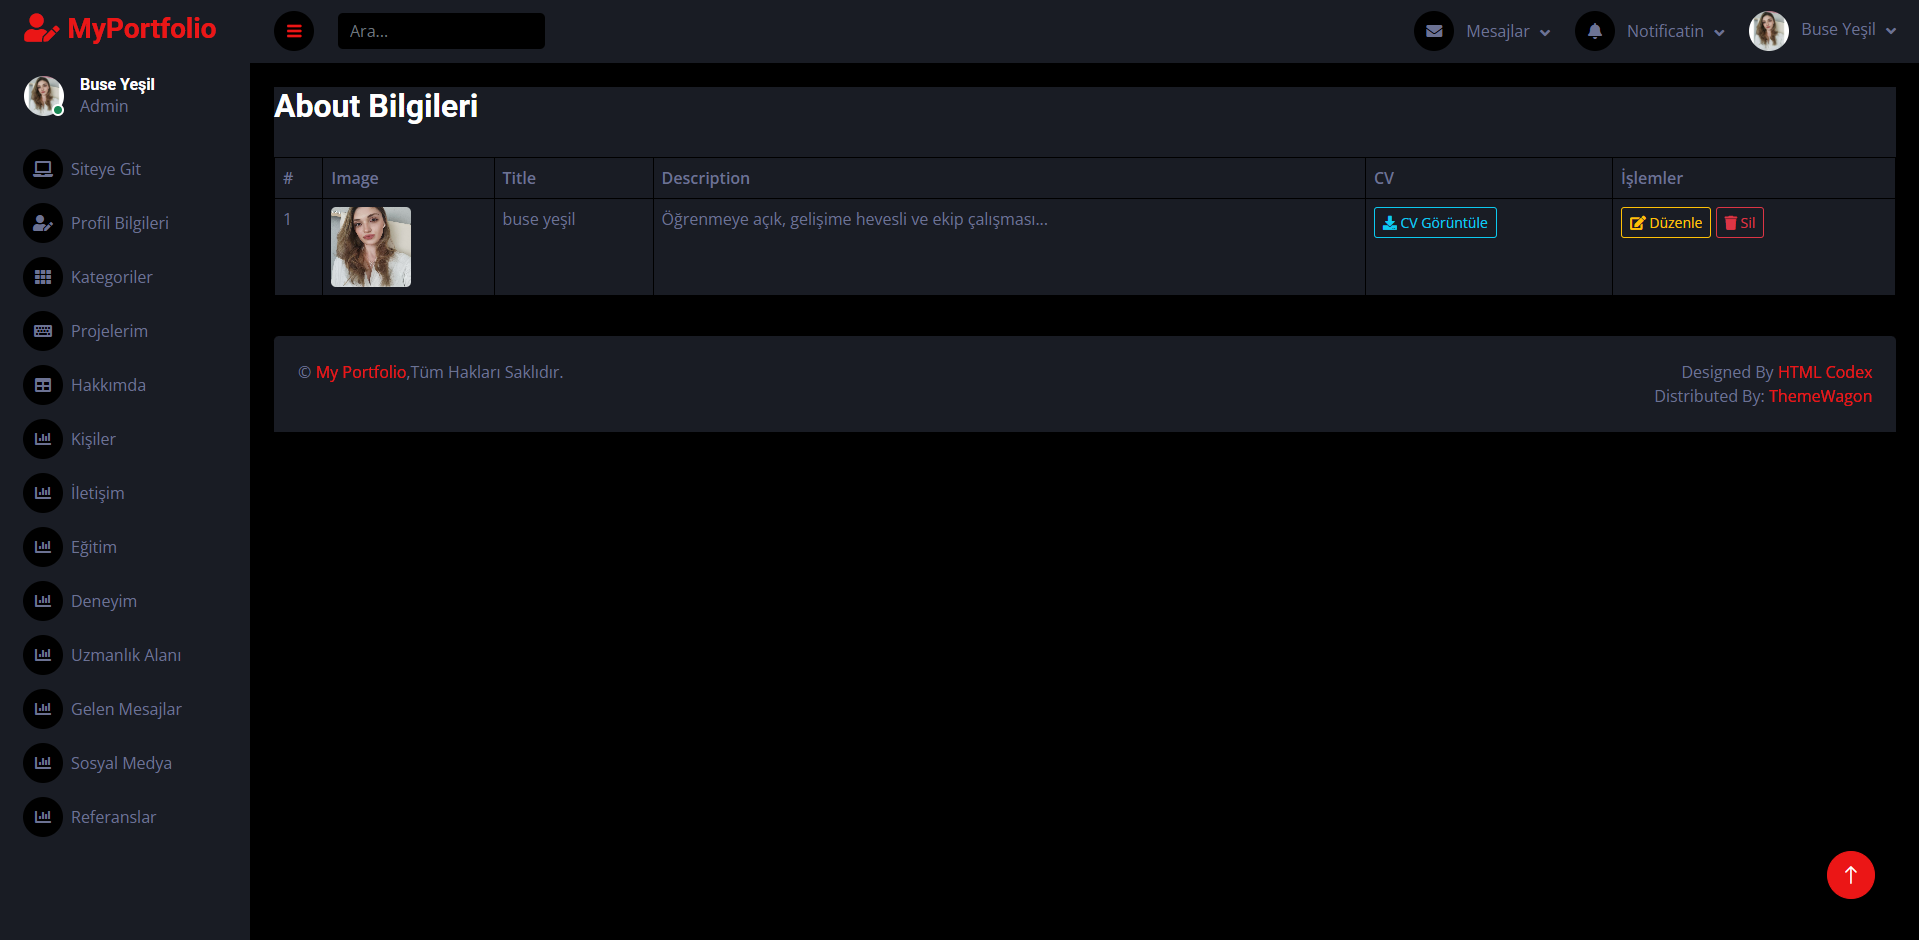 MyPortfolio
Ara...
Mesajlar
Notificatin
Buse Yeşil
Buse Yeşil
Admin
Siteye Git
Profil Bilgileri
Kategoriler
Projelerim
Hakkımda
Kişiler
İletişim
Eğitim
Deneyim
Uzmanlık Alanı
Gelen Mesajlar
Sosyal Medya
Referanslar
About Bilgileri
# Image Title Description CV İşlemler
1 buse yeşil Öğrenmeye açık, gelişime hevesli ve ekip çalışması... CV Görüntüle Düzenle Sil
© My Portfolio,Tüm Hakları Saklıdır.
Designed By HTML Codex
Distributed By: ThemeWagon